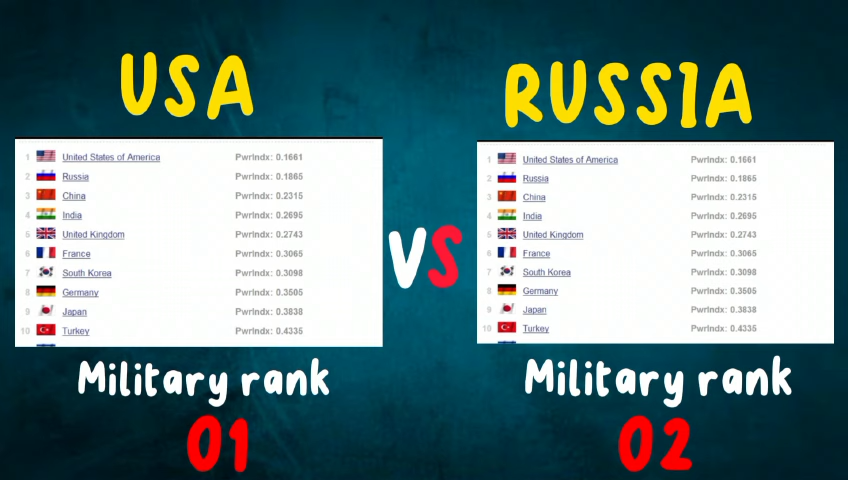 USA
1 United States of America PwrIndx: 0.1661
2 Russia PwrIndx: 0.1865
3 China PwrIndx: 0.2315
4 India PwrIndx: 0.2695
5 United Kingdom PwrIndx: 0.2743
6 France PwrIndx: 0.3065
7 South Korea PwrIndx: 0.3098
8 Germany PwrIndx: 0.3505
9 Japan PwrIndx: 0.3838
10 Turkey PwrIndx: 0.4335
Military rank
01
VS
RUSSIA
1 United States of America PwrIndx: 0.1661
2 Russia PwrIndx: 0.1865
3 China PwrIndx: 0.2315
4 India PwrIndx: 0.2695
5 United Kingdom PwrIndx: 0.2743
6 France PwrIndx: 0.3065
7 South Korea PwrIndx: 0.3098
8 Germany PwrIndx: 0.3505
9 Japan PwrIndx: 0.3838
10 Turkey PwrIndx: 0.4335
Military rank
02